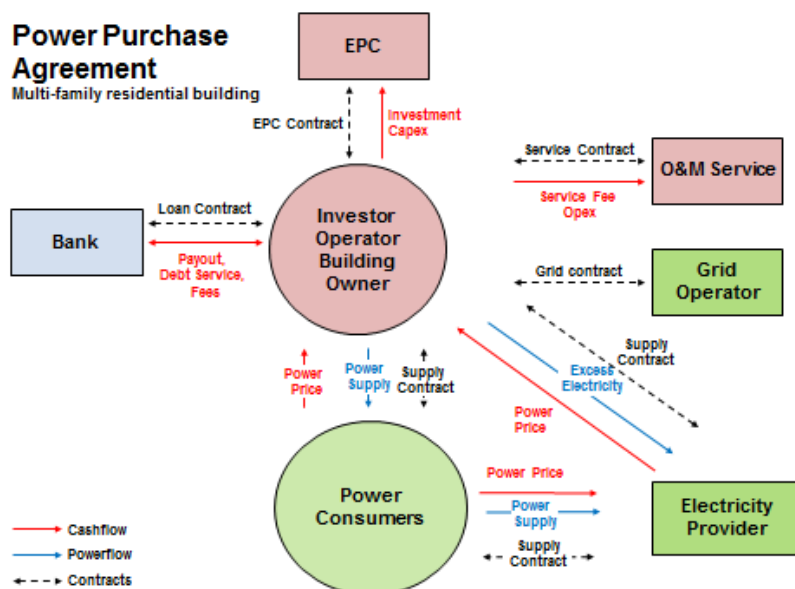 Power Purchase
Agreement
Multi-family residential building
EPC
EPC Contract
Investment
Capex
Service Contract
O&M Service
Service Fee
Opex
Loan Contract
Bank
Payout,
Debt Service,
Fees
Investor
Operator
Building
Owner
Grid contract
Grid
Operator
Supply
Contract
Excess
Electricity
Power
Price
Power
Price
Power
Supply
Supply
Contract
Power
Consumers
Power Price
Power
Supply
Supply
Contract
Electricity
Provider
Cashflow
Powerflow
Contracts